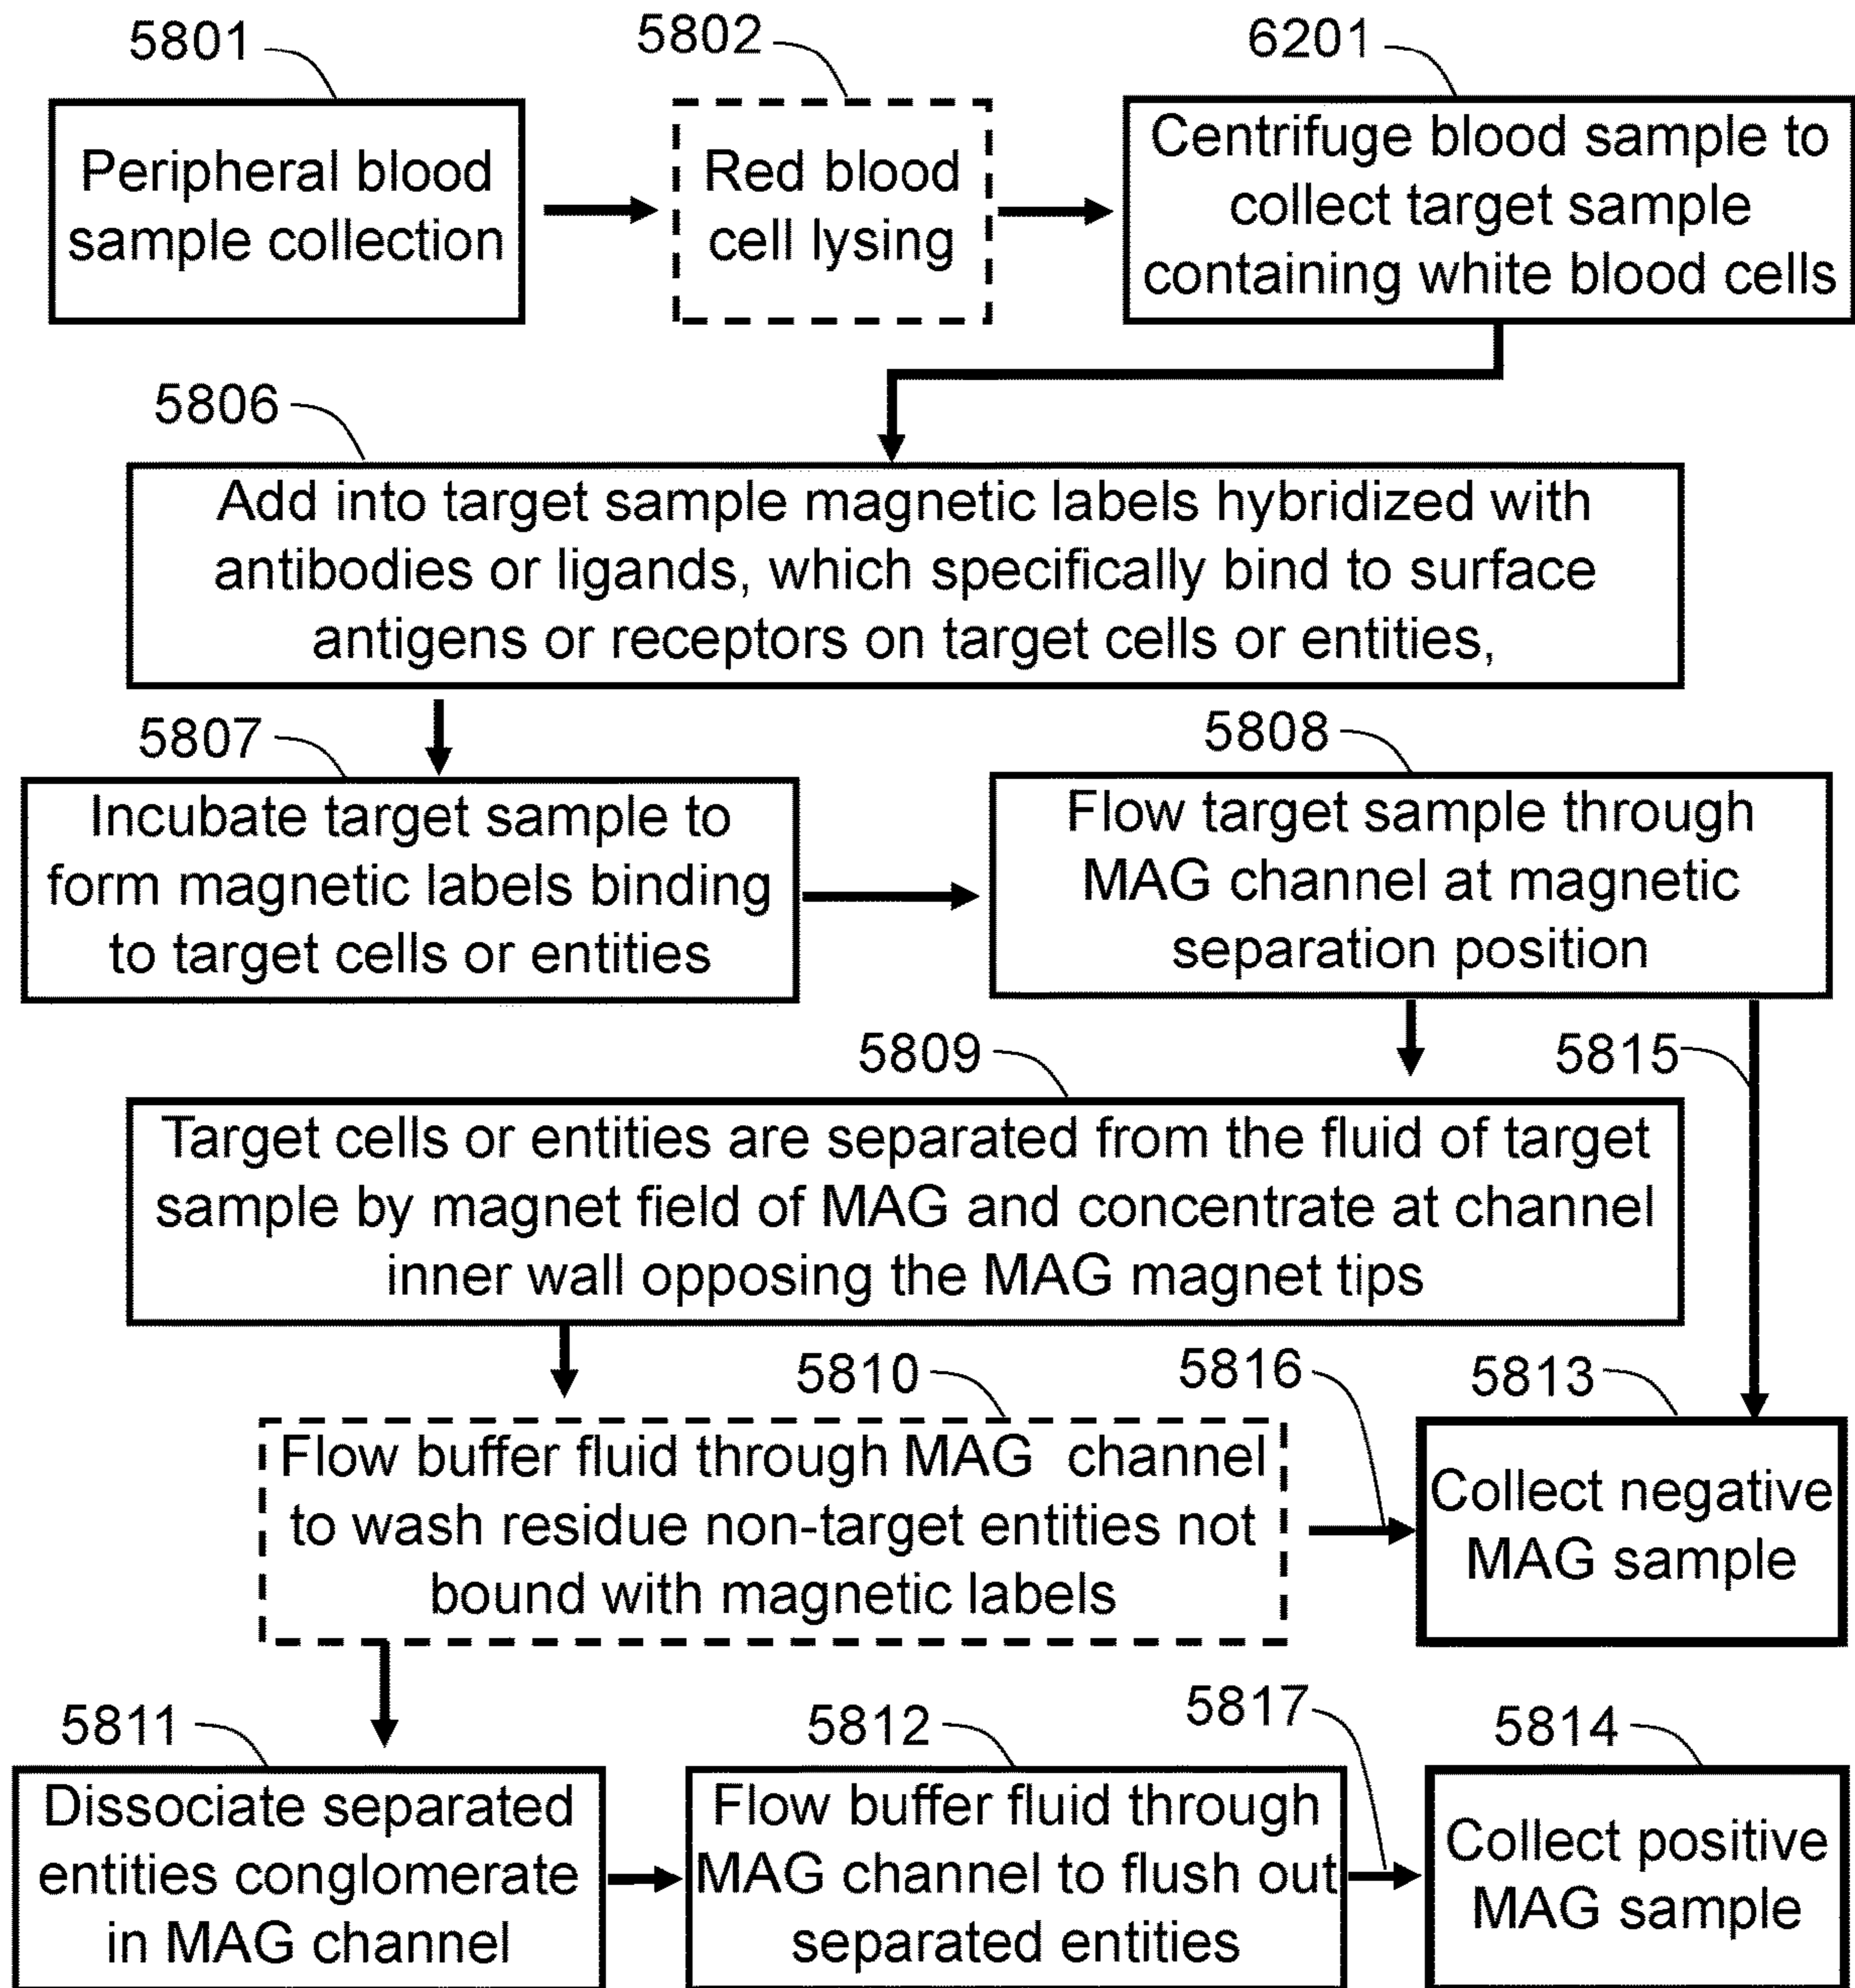 5801
5802
6201
Peripheral blood
sample collection
Red blood
cell lysing
Centrifuge blood sample to
collect target sample
containing white blood cells
5806
Add into target sample magnetic labels hybridized with
antibodies or ligands, which specifically bind to surface
antigens or receptors on target cells or entities,
5807
5808
Incubate target sample to
form magnetic labels binding
to target cells or entities
Flow target sample through
MAG channel at magnetic
separation position
5809
5815
Target cells or entities are separated from the fluid of target
sample by magnet field of MAG and concentrate at channel
inner wall opposing the MAG magnet tips
5810
5816
5813
Flow buffer fluid through MAG channel
to wash residue non-target entities not
bound with magnetic labels
Collect negative
MAG sample
5811
5812
5817
5814
Dissociate separated
entities conglomerate
in MAG channel
Flow buffer fluid through
MAG channel to flush out
separated entities
Collect positive
MAG sample